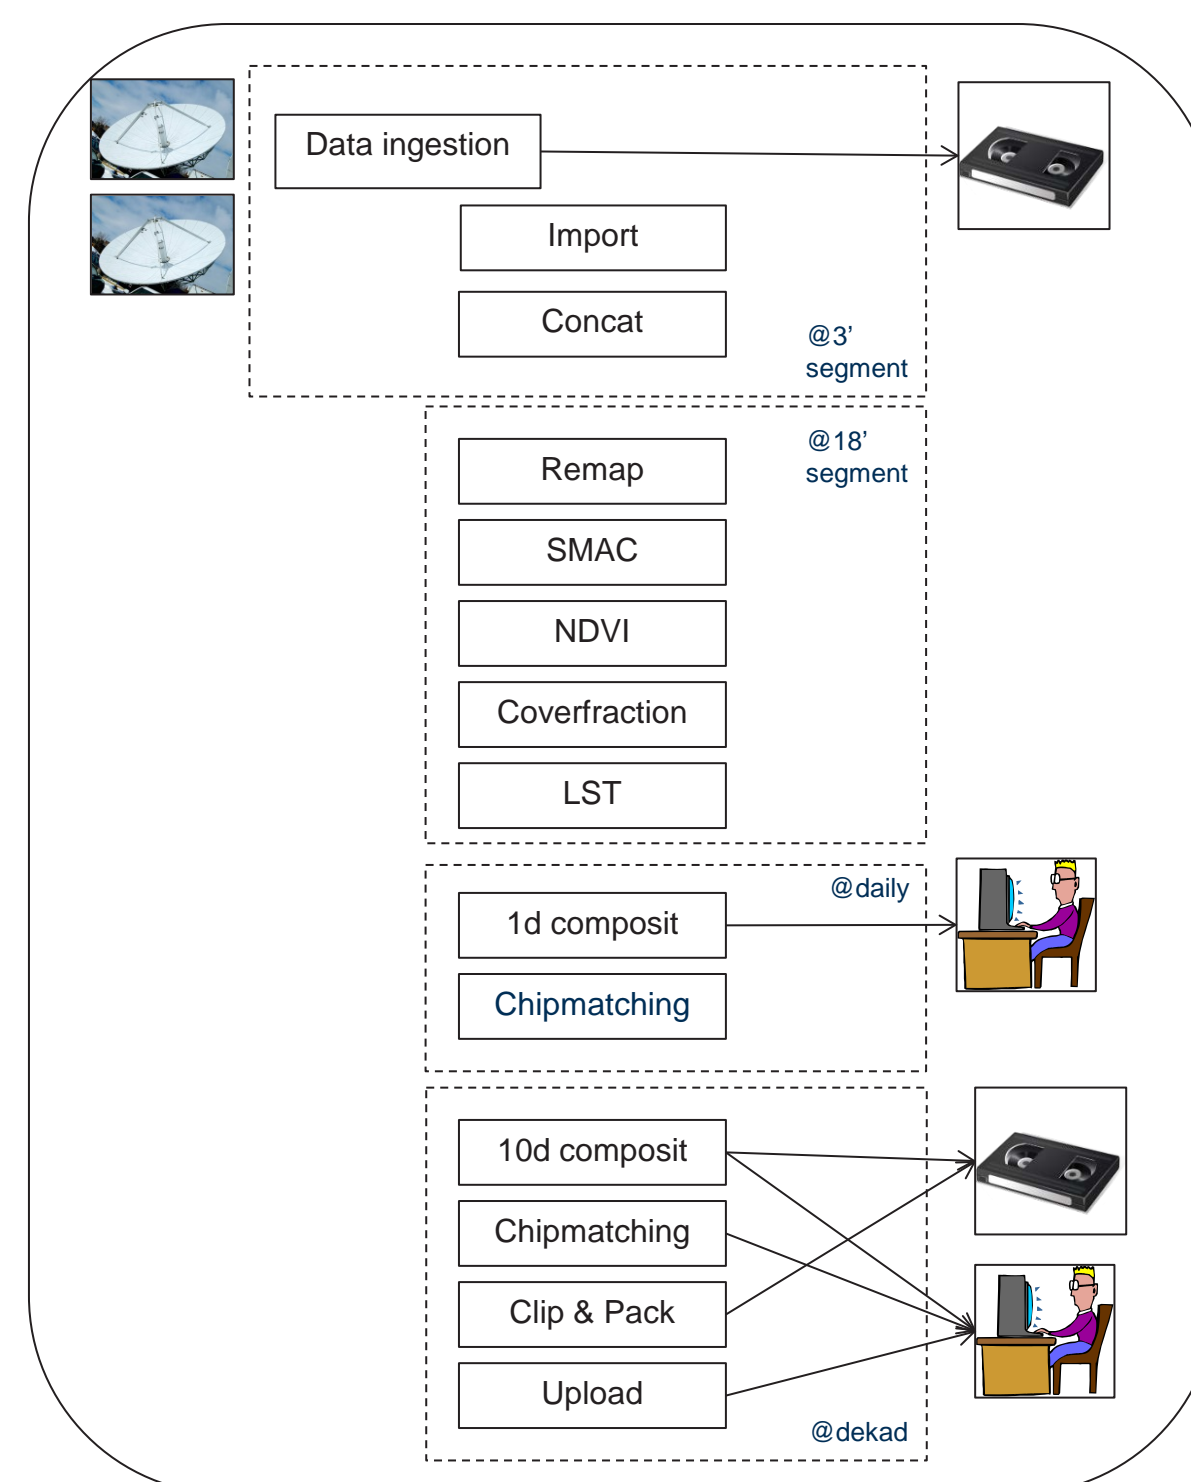 Data ingestion
Import
Concat
@3’
segment
@18’
segment
Remap
SMAC
NDVI
Coverfraction
LST
@daily
1d composit
Chipmatching
10d composit
Chipmatching
Clip & Pack
Upload
@dekad